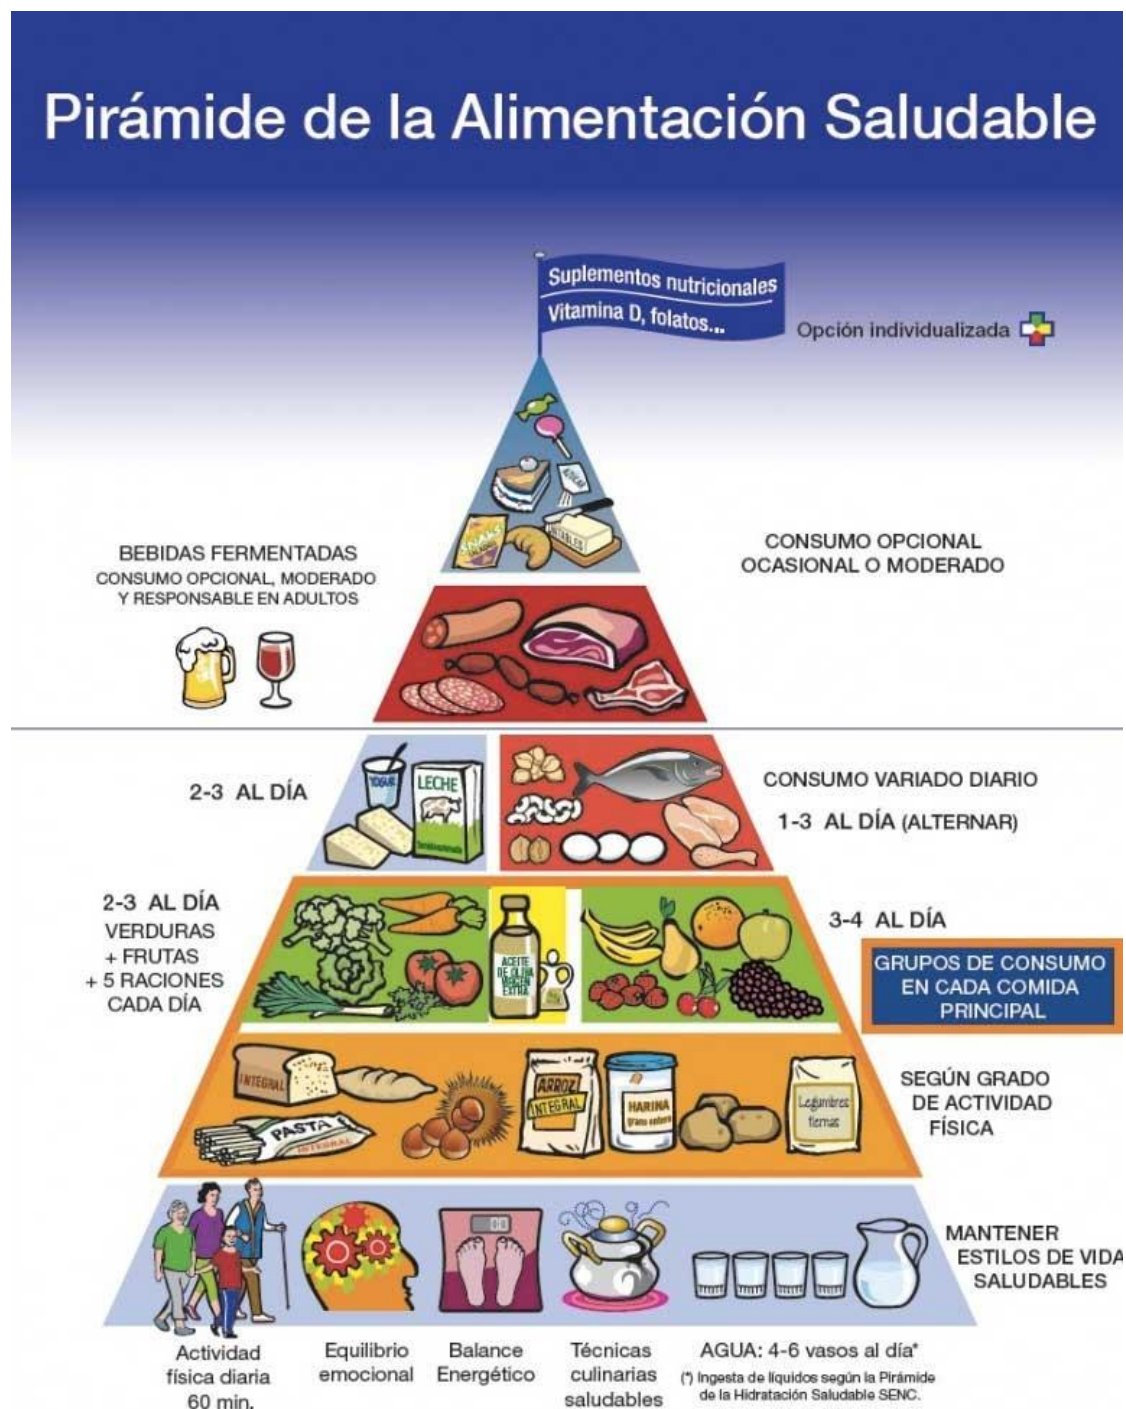 Pirámide de la Alimentación Saludable
Suplementos nutricionales
Vitamina D, folatos...
Opción individualizada
AZÚCAR
SNAKS
BEBIDAS FERMENTADAS
CONSUMO OPCIONAL, MODERADO
Y RESPONSABLE EN ADULTOS
CONSUMO OPCIONAL
OCASIONAL O MODERADO
2-3 AL DÍA
YOGUR
LECHE
CONSUMO VARIADO DIARIO
1-3 AL DÍA (ALTERNAR)
2-3 AL DÍA
VERDURAS
+ FRUTAS
+ 5 RACIONES
CADA DÍA
ACEITE
DE OLIVA
VIRGEN
EXTRA
3-4 AL DÍA
GRUPOS DE CONSUMO
EN CADA COMIDA
PRINCIPAL
INTEGRAL
PASTA
INTEGRAL
ARROZ
INTEGRAL
HARINA
grano entero
Legumbres
tiernas
SEGÚN GRADO
DE ACTIVIDAD
FÍSICA
MANTENER
ESTILOS DE VIDA
SALUDABLES
Actividad
física diaria
60 min.
Equilibrio
emocional
Balance
Energético
Técnicas
culinarias
saludables
AGUA: 4-6 vasos al día*
(*) Ingesta de líquidos según la Pirámide
de la Hidratación Saludable SENC.